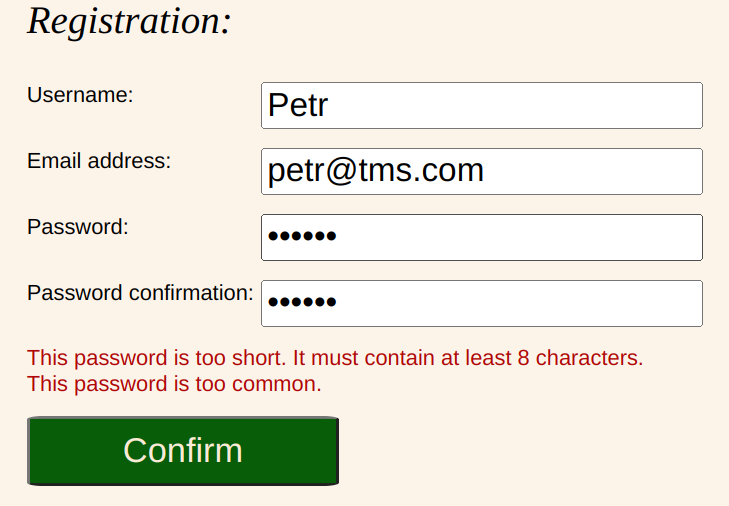 Registration:
Username: Petr
Email address: petr@tms.com
Password: ••••••
Password confirmation: ••••••
This password is too short. It must contain at least 8 characters.
This password is too common.
Confirm